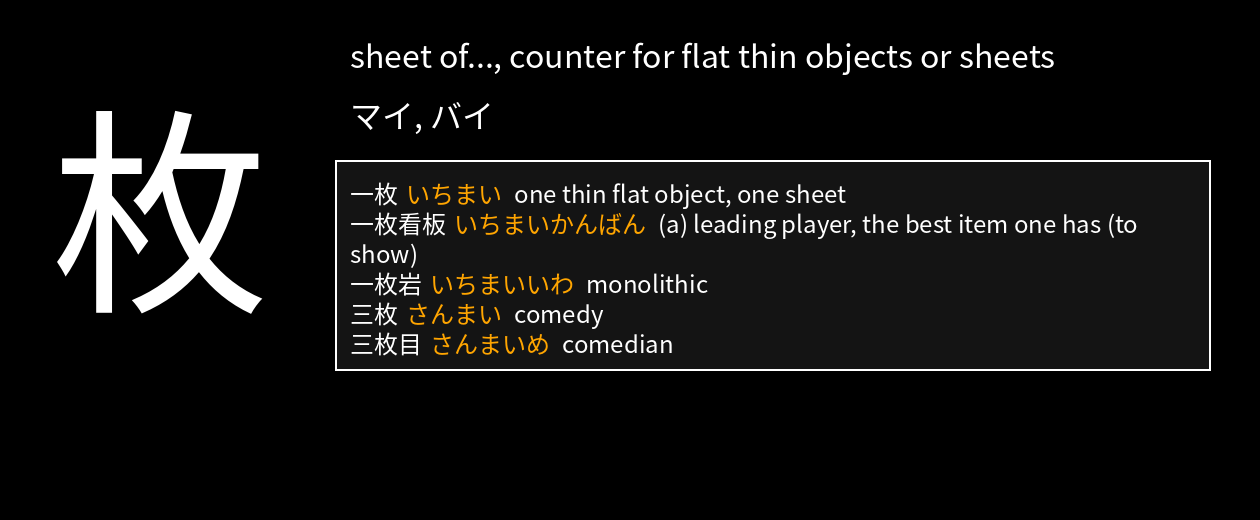 枚
sheet of..., counter for flat thin objects or sheets
マイ, バイ
一枚 いちまい one thin flat object, one sheet
一枚看板 いちまいかんばん (a) leading player, the best item one has (to
show)
一枚岩 いちまいいわ monolithic
三枚 さんまい comedy
三枚目 さんまいめ comedian